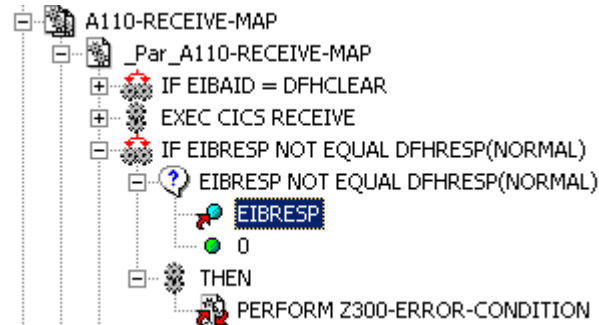 A110-RECEIVE-MAP
_Par_A110-RECEIVE-MAP
IF EIBAID = DFHCLEAR
EXEC CICS RECEIVE
IF EIBRESP NOT EQUAL DFHRESP(NORMAL)
EIBRESP NOT EQUAL DFHRESP(NORMAL)
EIBRESP
0
THEN
PERFORM Z300-ERROR-CONDITION